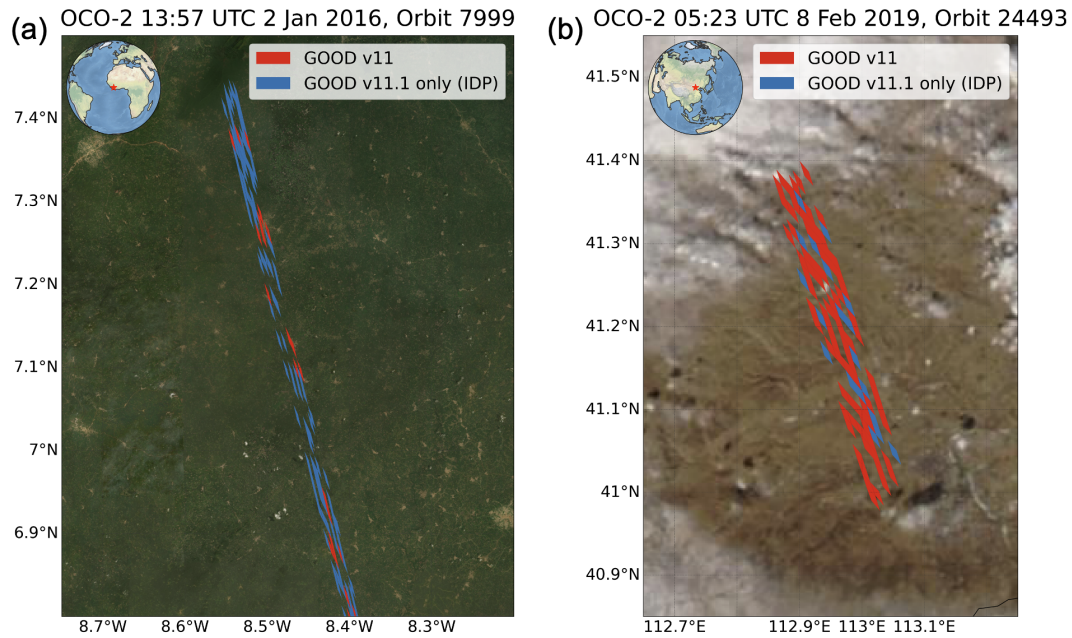 (a)
OCO-2 13:57 UTC 2 Jan 2016, Orbit 7999
GOOD v11
GOOD v11.1 only (IDP)
7.4°N
7.3°N
7.2°N
7.1°N
7°N
6.9°N
8.7°W
8.6°W
8.5°W
8.4°W
8.3°W
(b)
OCO-2 05:23 UTC 8 Feb 2019, Orbit 24493
GOOD v11
GOOD v11.1 only (IDP)
41.5°N
41.4°N
41.3°N
41.2°N
41.1°N
41°N
40.9°N
112.7°E
112.9°E
113°E
113.1°E